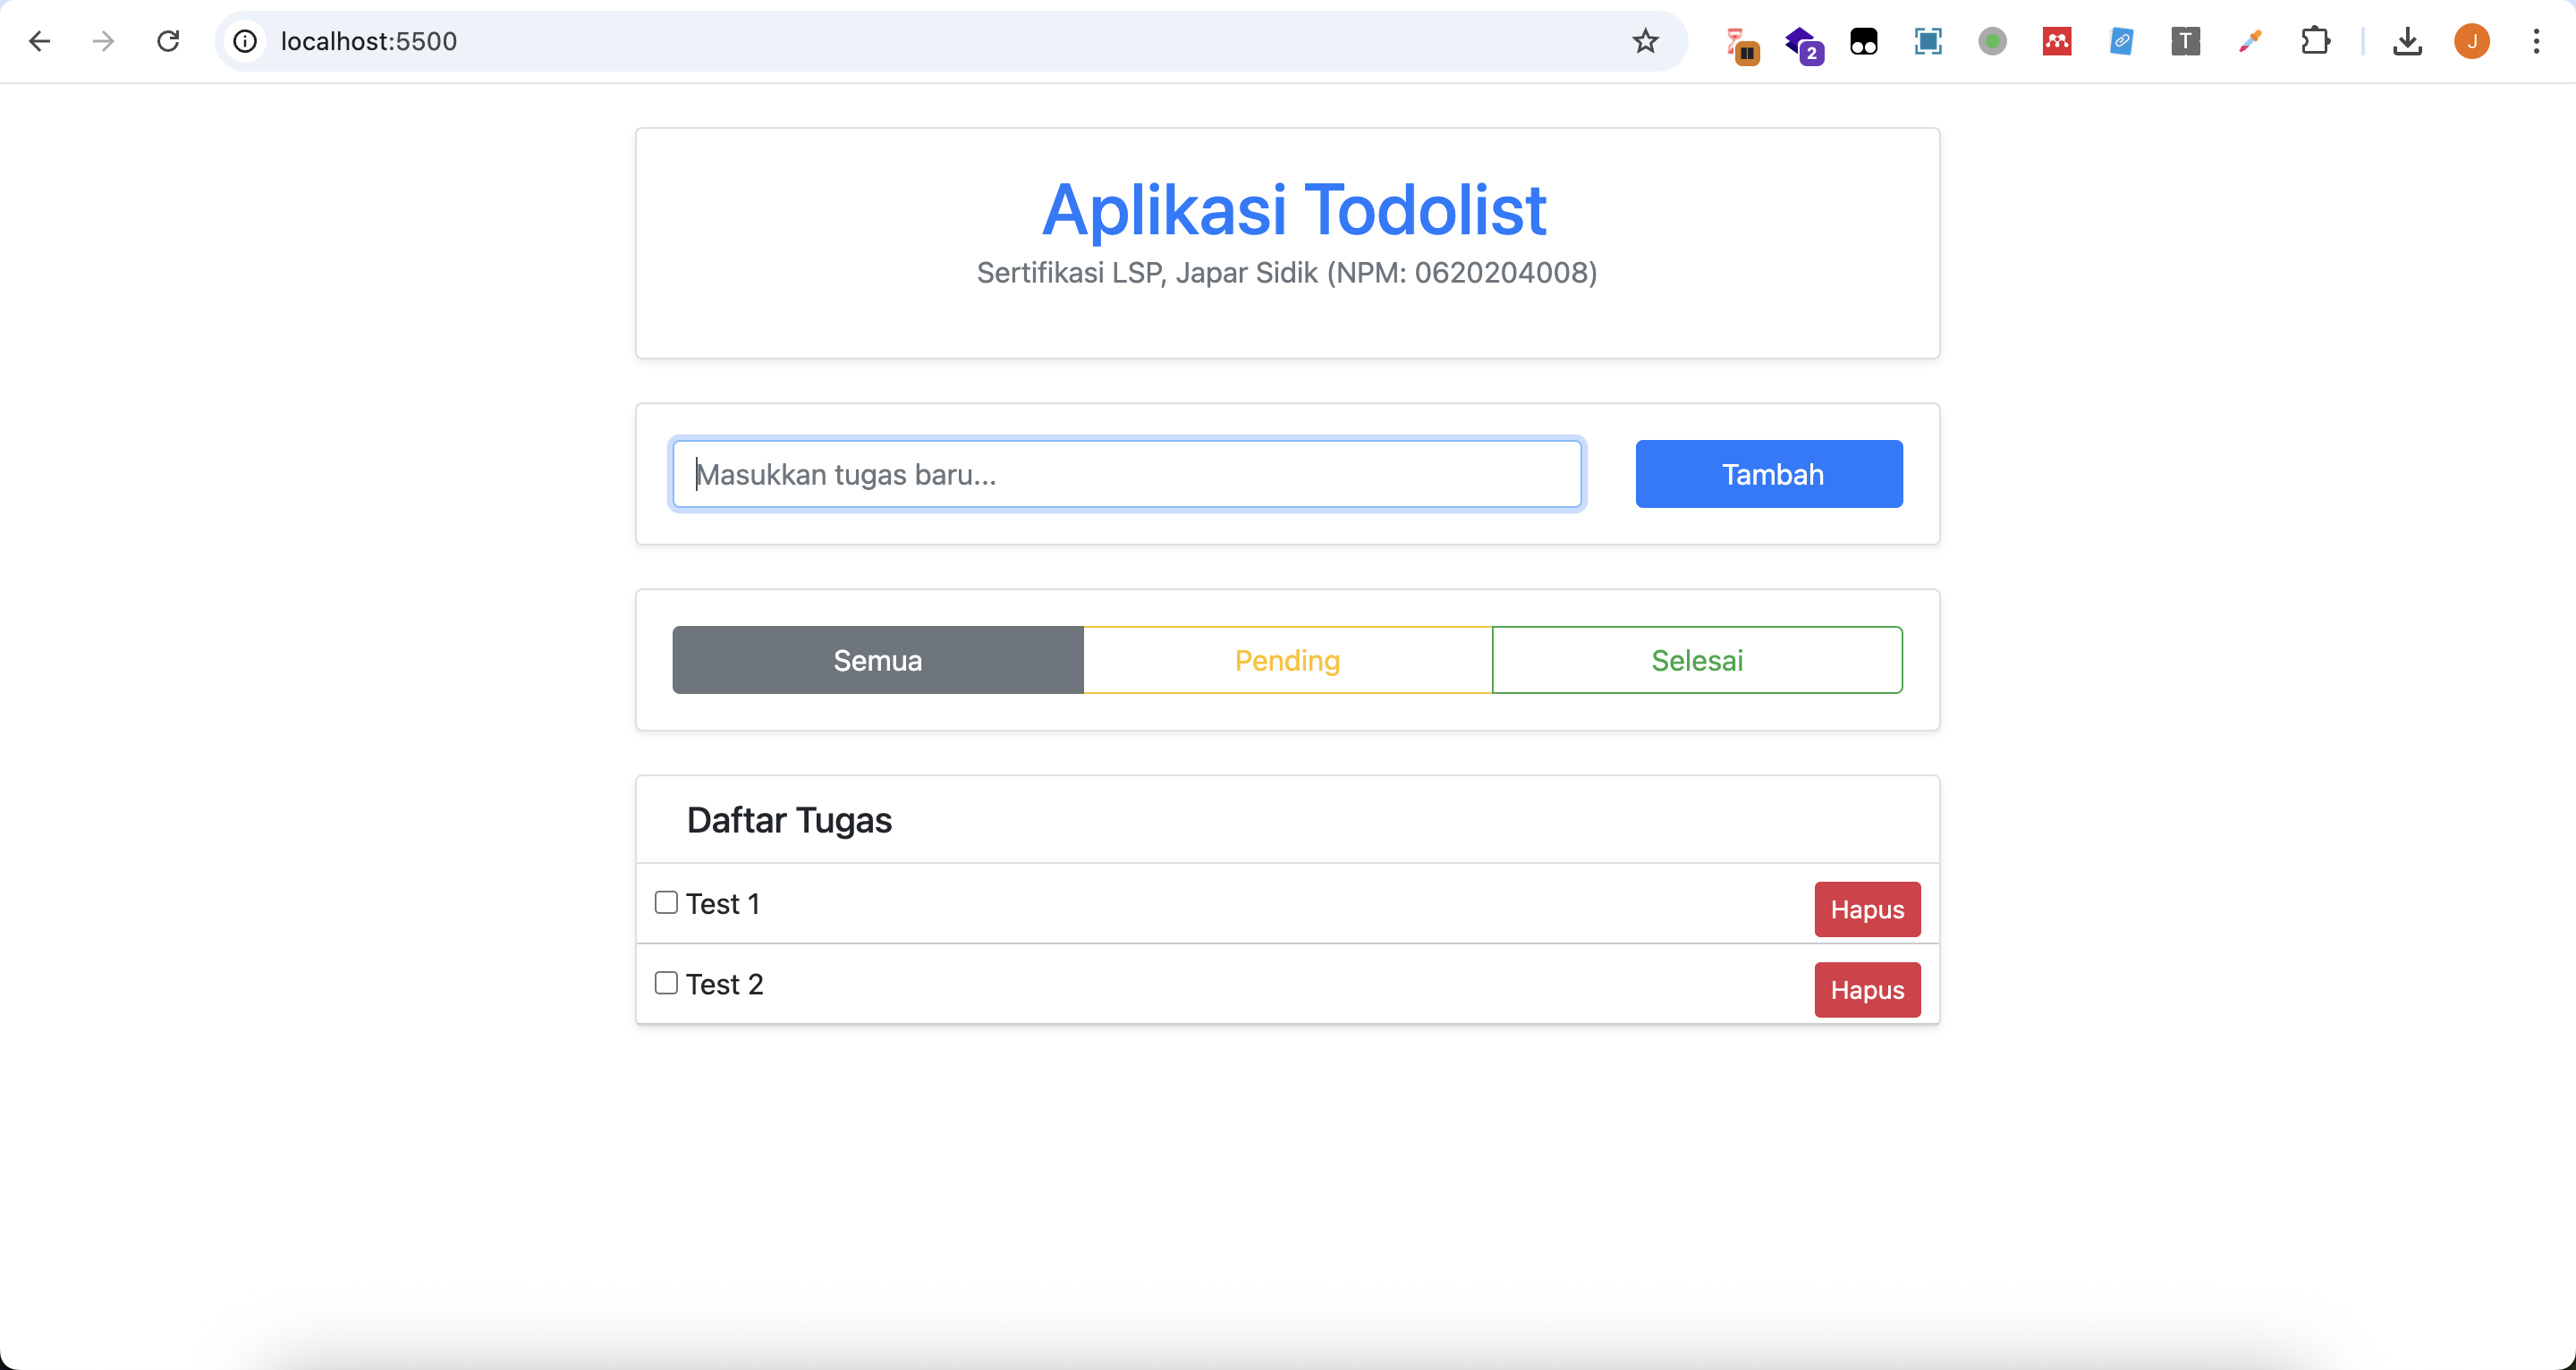 localhost:5500
2
T
J
Aplikasi Todolist
Sertifikasi LSP, Japar Sidik (NPM: 0620204008)
Masukkan tugas baru...
Tambah
Semua
Pending
Selesai
Daftar Tugas
Test 1
Hapus
Test 2
Hapus